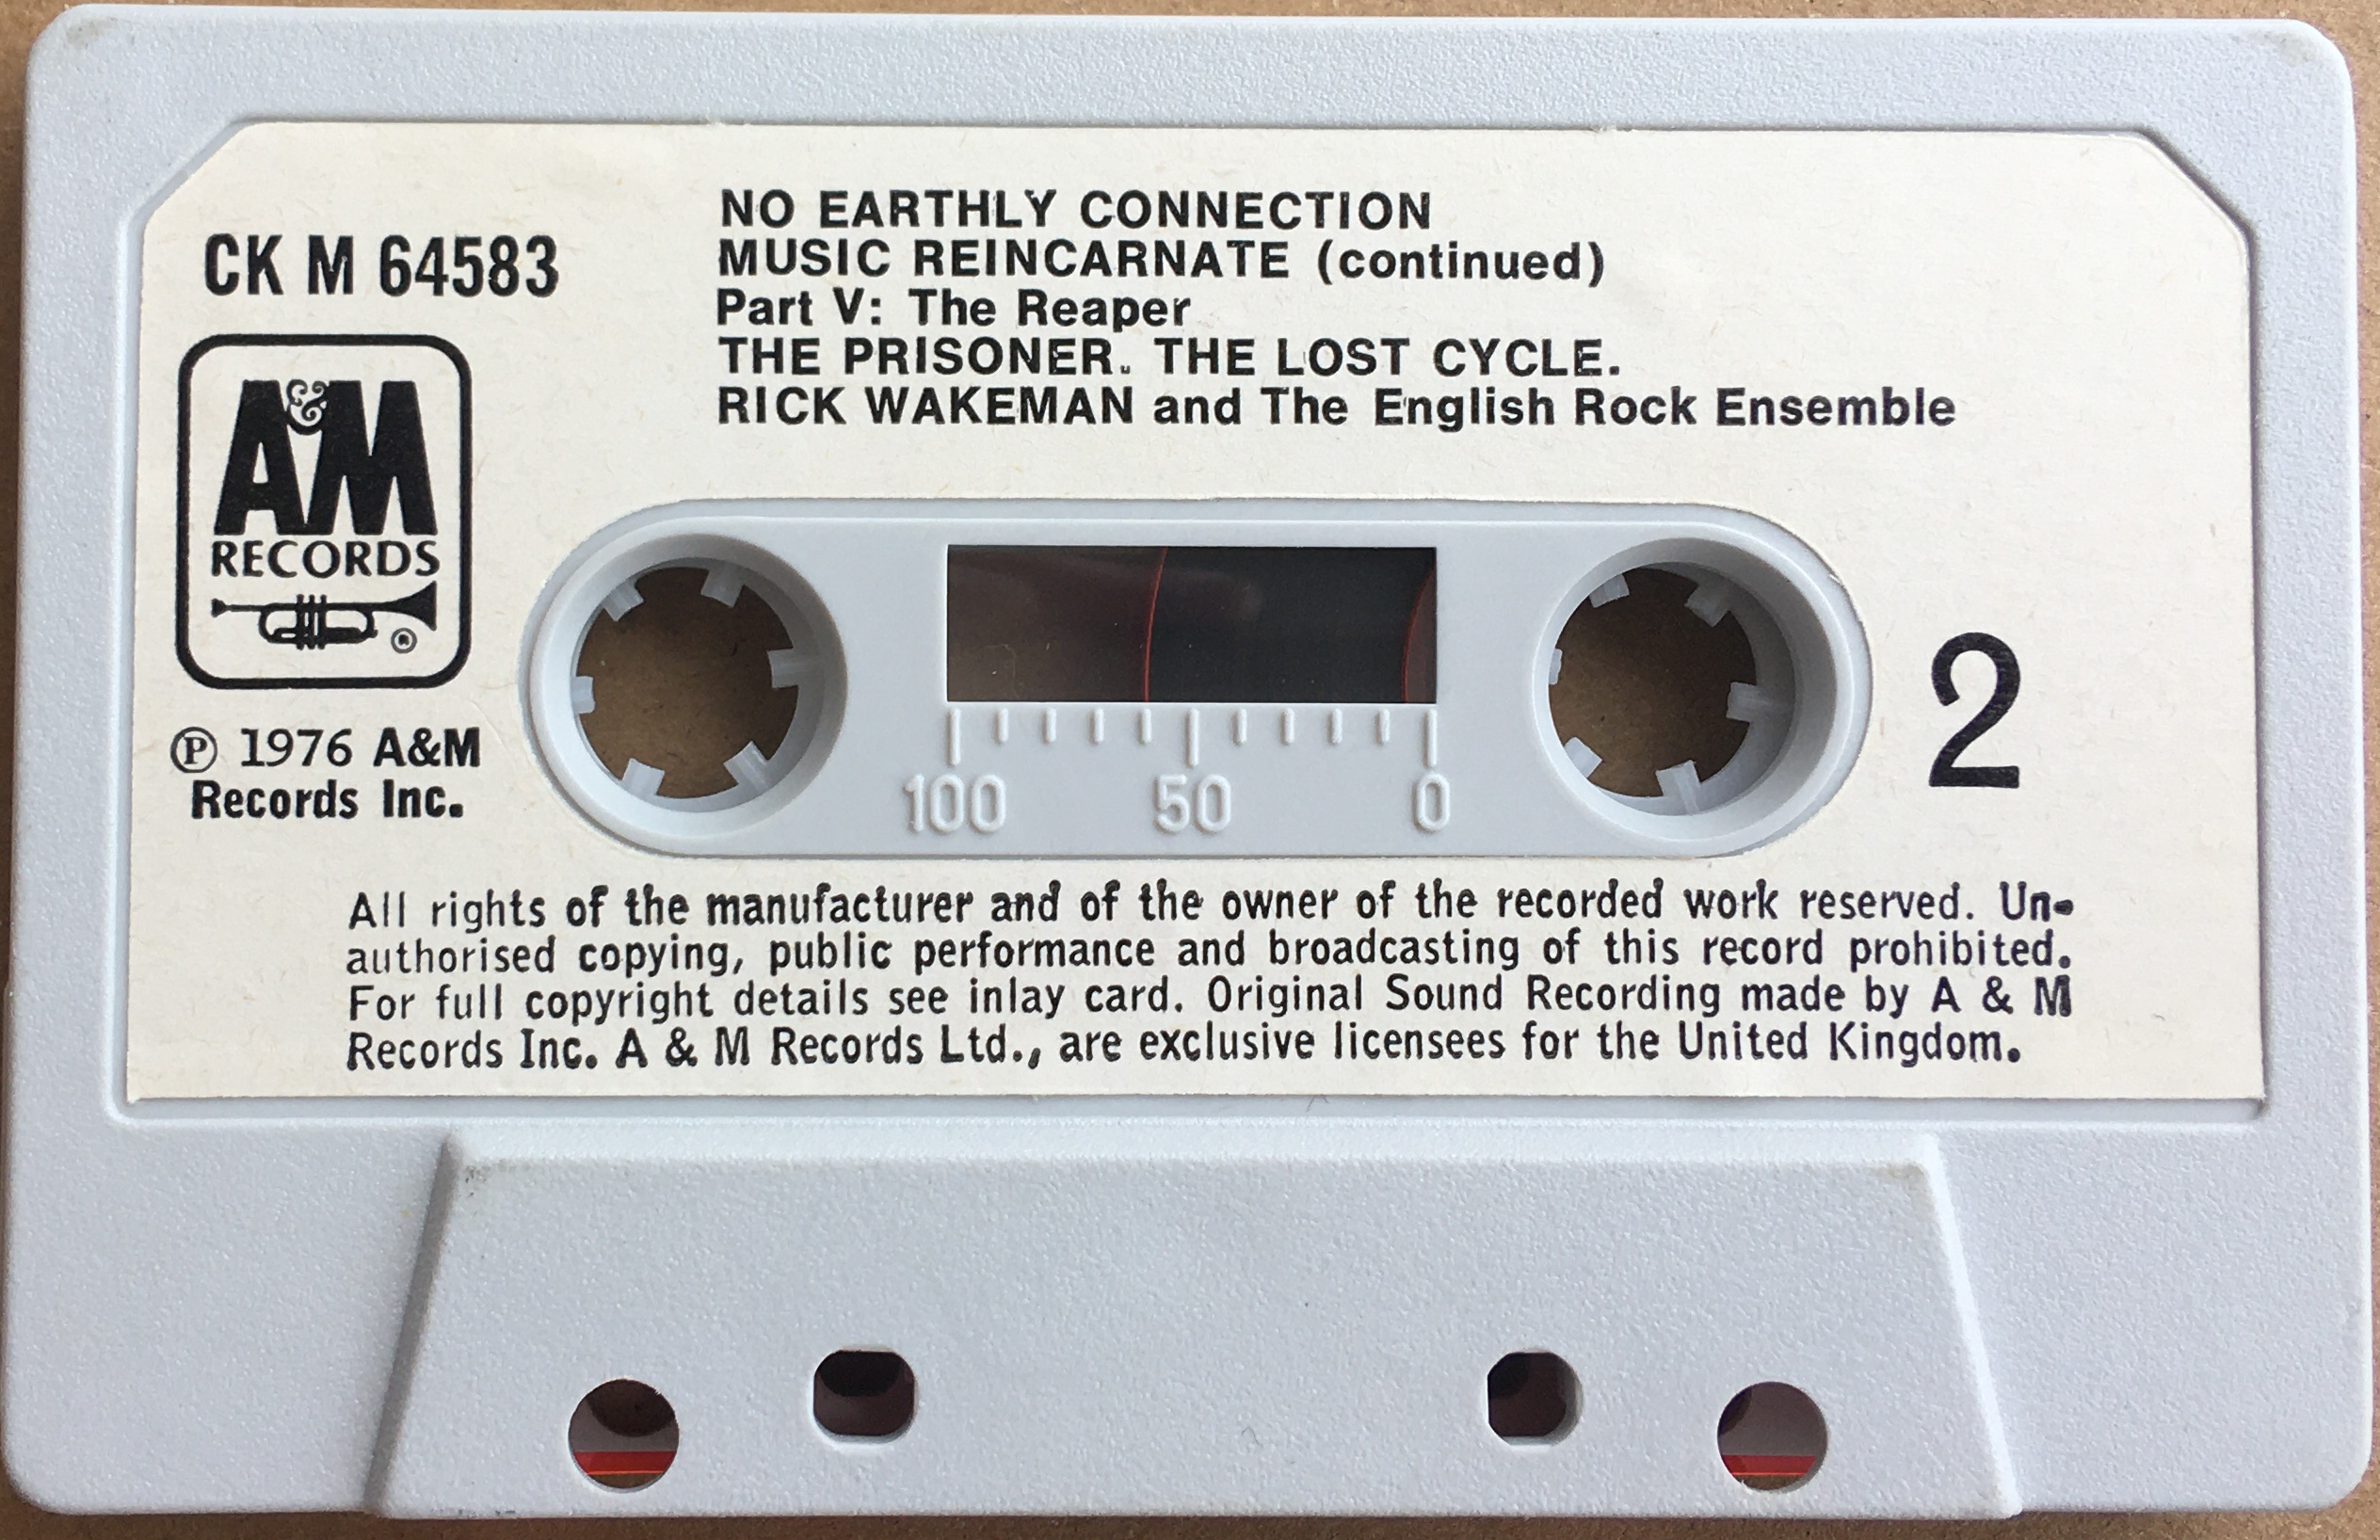 NO EARTHLY CONNECTION
MUSIC REINCARNATE (continued)
Part V: The Reaper
THE PRISONER. THE LOST CYCLE.
RICK WAKEMAN and The English Rock Ensemble
CK M 64583
A&M
RECORDS
®
℗ 1976 A&M
Records Inc.
100 50 0
2
All rights of the manufacturer and of the owner of the recorded work reserved. Un-
authorised copying, public performance and broadcasting of this record prohibited.
For full copyright details see inlay card. Original Sound Recording made by A & M
Records Inc. A & M Records Ltd., are exclusive licensees for the United Kingdom.